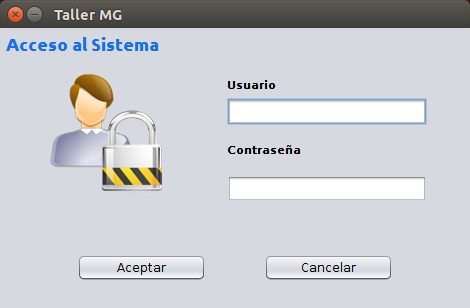 Taller MG
Acceso al Sistema
Usuario
Contraseña
Aceptar
Cancelar